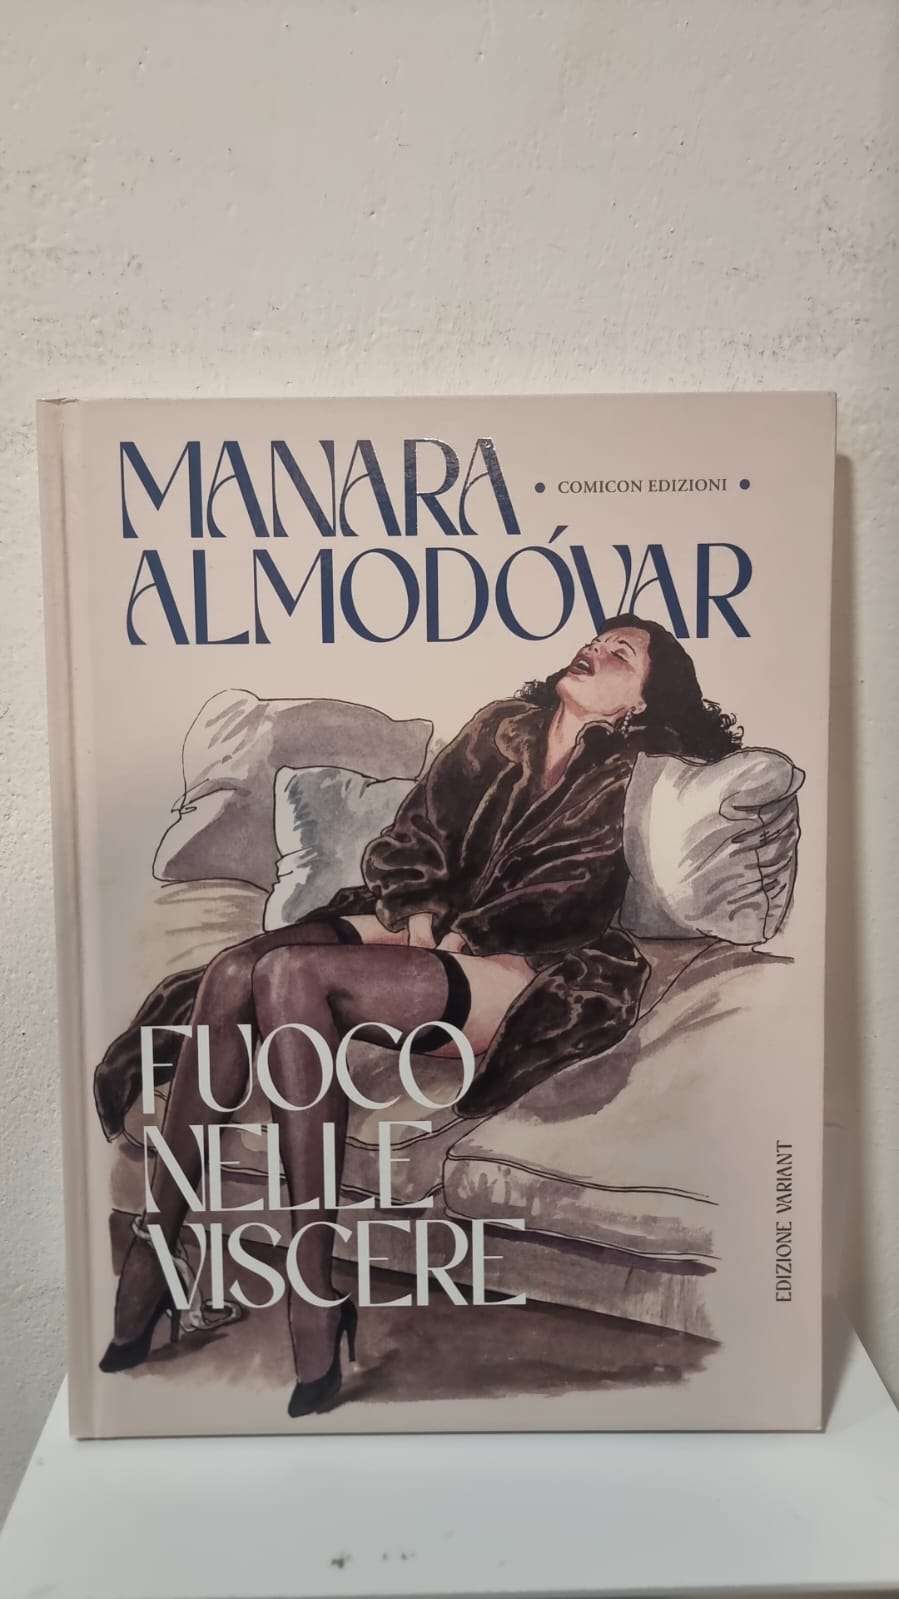 MANARA
• COMICON EDIZIONI •
ALMODÓVAR
FUOCO
NELLE
VISCERE
EDIZIONE VARIANT